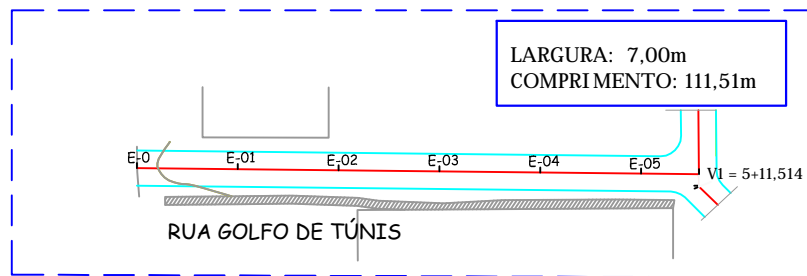 LARGURA: 7,00m
COMPRIMENTO: 111,51m
E-0 E-01 E-02 E-03 E-04 E-05
V1 = 5+11,514
RUA GOLFO DE TÚNIS